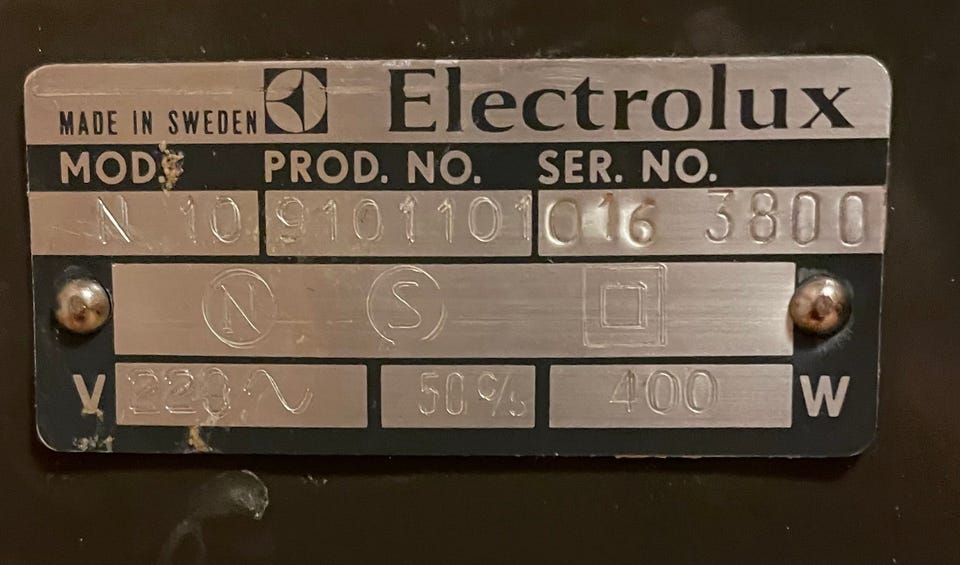 MADE IN SWEDEN Electrolux
MOD. PROD. NO. SER. NO.
N 10 9101101 016 3800
N S
V 220 ~ 50 c/s 400 W